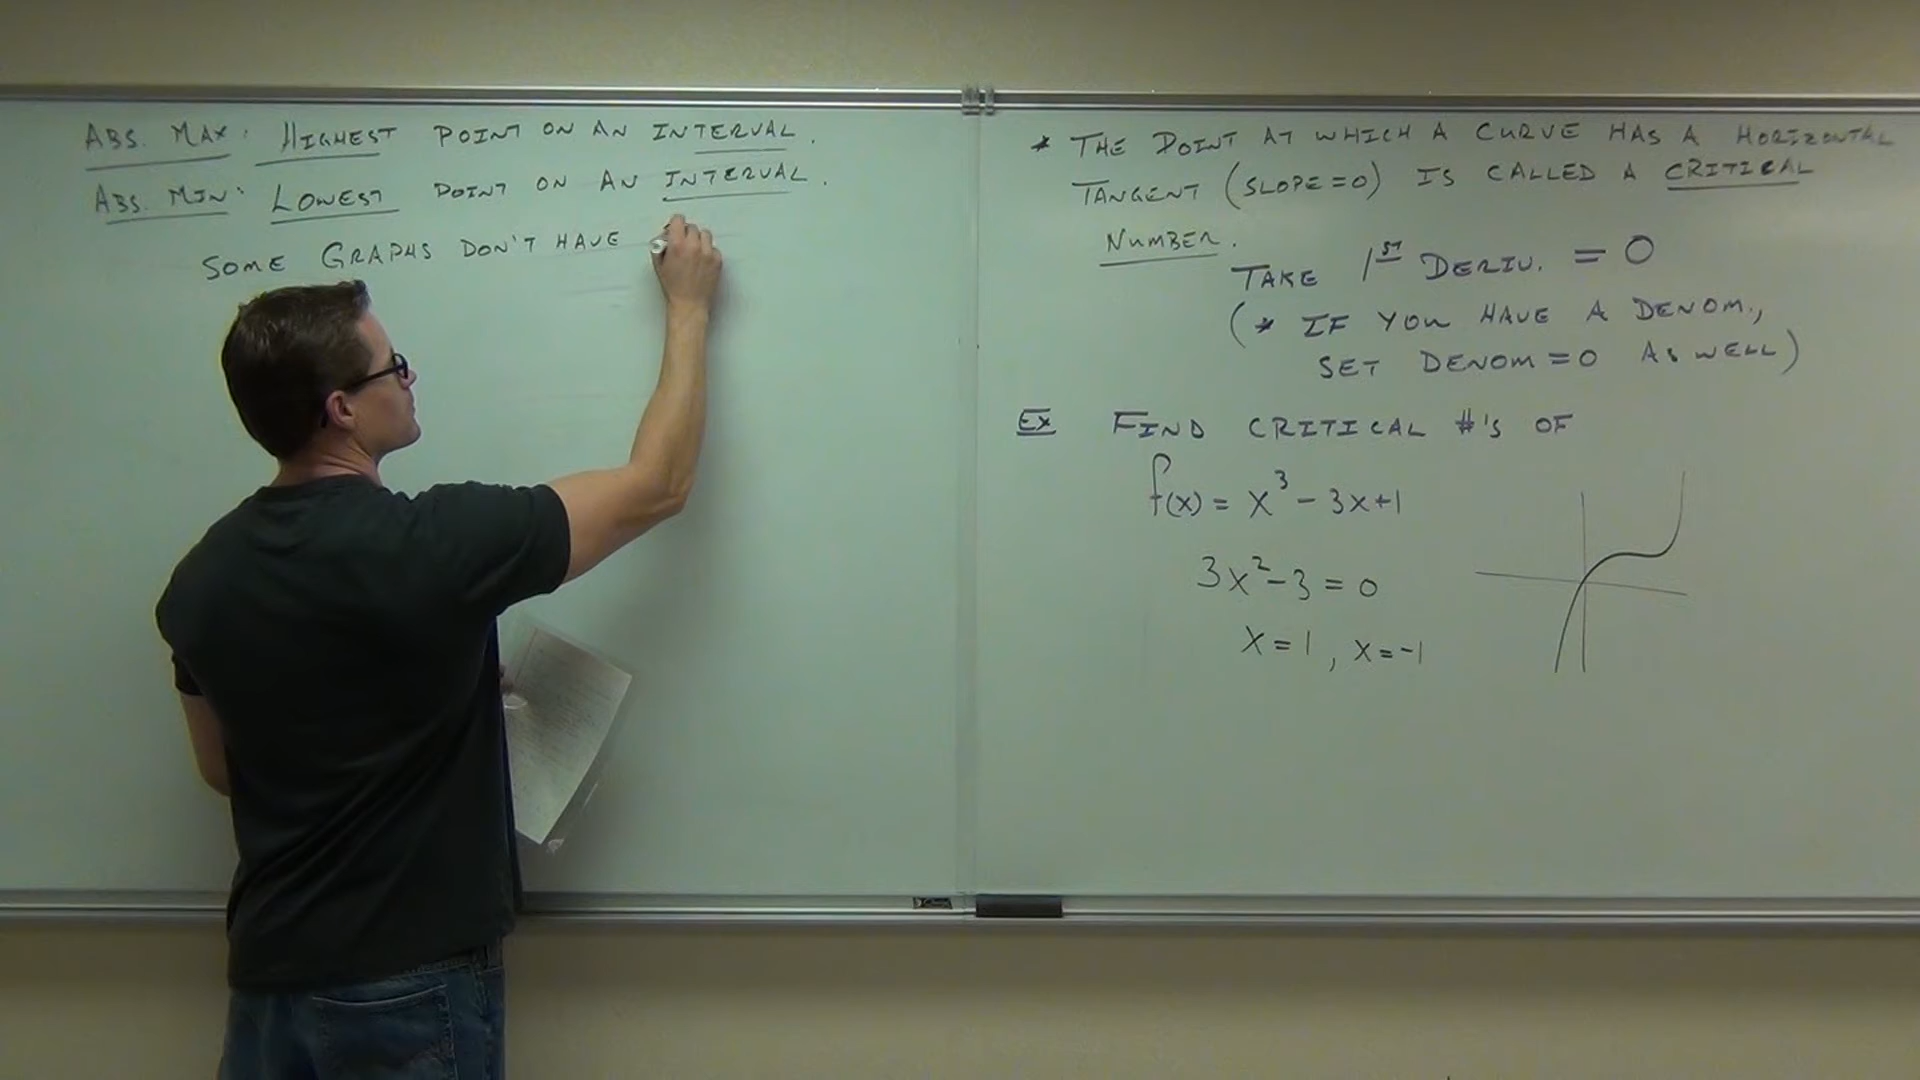 ABS. MAX: HIGHEST POINT ON AN INTERVAL.
ABS. MIN: LOWEST POINT ON AN INTERVAL.
SOME GRAPHS DON'T HAVE
* THE POINT AT WHICH A CURVE HAS A HORIZONTAL
TANGENT (SLOPE=0) IS CALLED A CRITICAL
NUMBER.
TAKE 1ST DERIV. = 0
(* IF YOU HAVE A DENOM.,
SET DENOM=0 AS WELL)
EX FIND CRITICAL #'S OF
f(x) = x³ - 3x+1
3x²-3 = 0
x = 1, x = -1